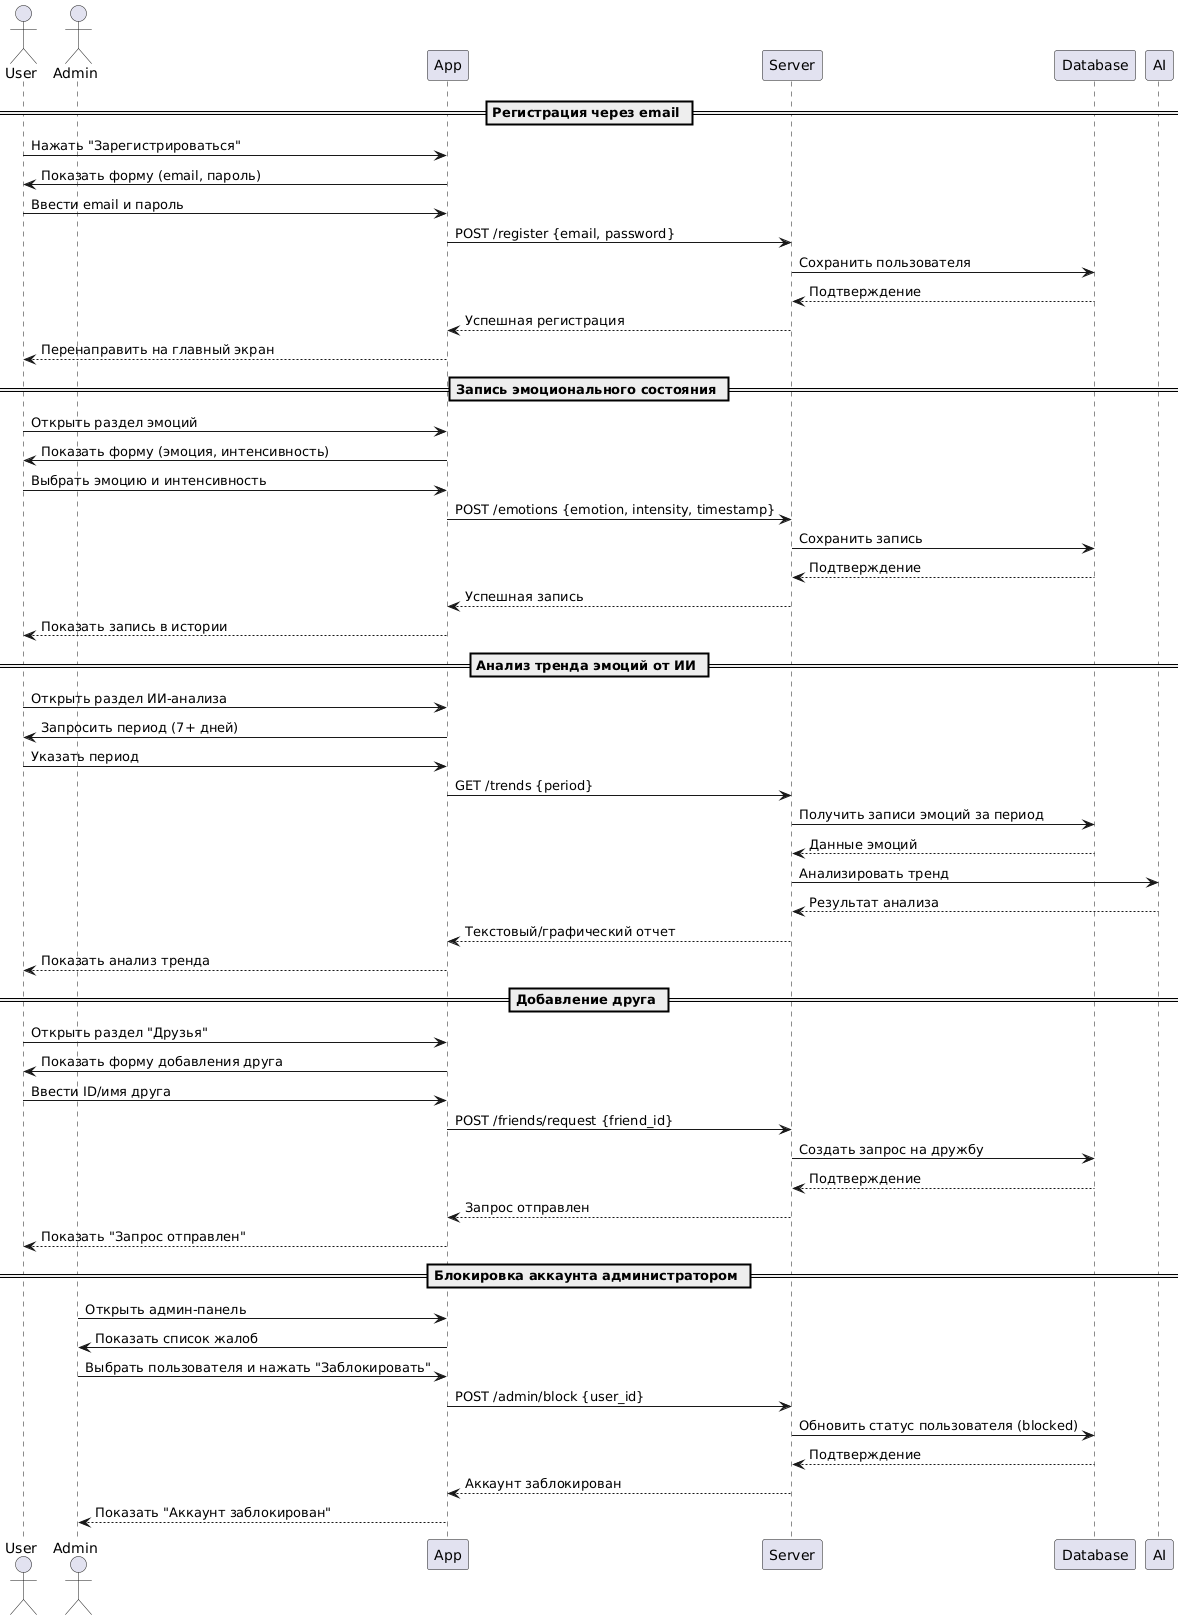 User
Admin
App
Server
Database
AI
Регистрация через email
Нажать "Зарегистрироваться"
Показать форму (email, пароль)
Ввести email и пароль
POST /register {email, password}
Сохранить пользователя
Подтверждение
Успешная регистрация
Перенаправить на главный экран
Запись эмоционального состояния
Открыть раздел эмоций
Показать форму (эмоция, интенсивность)
Выбрать эмоцию и интенсивность
POST /emotions {emotion, intensity, timestamp}
Сохранить запись
Подтверждение
Успешная запись
Показать запись в истории
Анализ тренда эмоций от ИИ
Открыть раздел ИИ-анализа
Запросить период (7+ дней)
Указать период
GET /trends {period}
Получить записи эмоций за период
Данные эмоций
Анализировать тренд
Результат анализа
Текстовый/графический отчет
Показать анализ тренда
Добавление друга
Открыть раздел "Друзья"
Показать форму добавления друга
Ввести ID/имя друга
POST /friends/request {friend_id}
Создать запрос на дружбу
Подтверждение
Запрос отправлен
Показать "Запрос отправлен"
Блокировка аккаунта администратором
Открыть админ-панель
Показать список жалоб
Выбрать пользователя и нажать "Заблокировать"
POST /admin/block {user_id}
Обновить статус пользователя (blocked)
Подтверждение
Аккаунт заблокирован
Показать "Аккаунт заблокирован"
User
Admin
App
Server
Database
AI